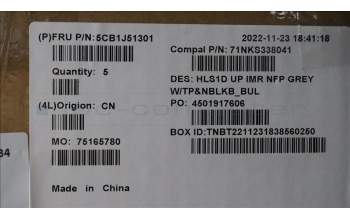 (P)FRU P/N:5CB1J51301
2022-11-23 18:41:18
Compal P/N: 71NKS338041
Quantity: 5
DES: HLS1D UP IMR NFP GREY
W/TP&NBLKB_BUL
(4L)Origion: CN
PO: 4501917606
MO: 75165780
BOX ID:TNBT2211231838560250
Made in China
34